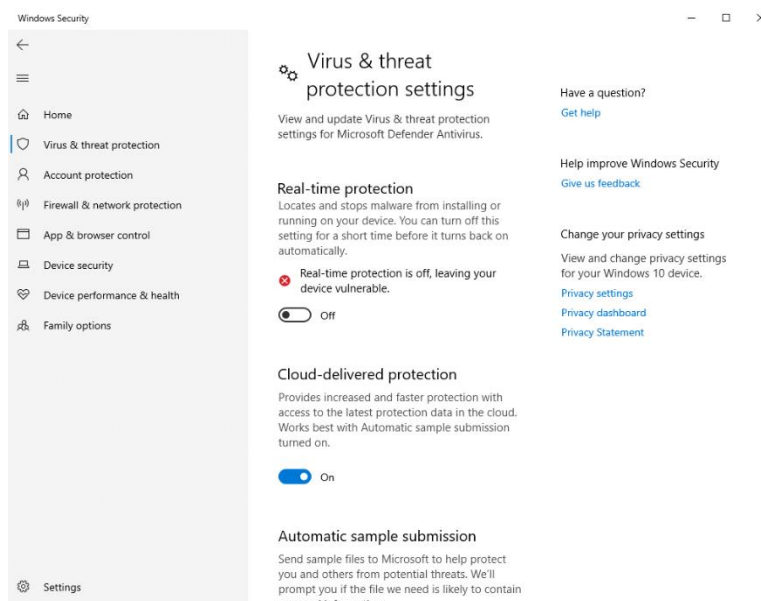 Windows Security
Home
Virus & threat protection
Account protection
Firewall & network protection
App & browser control
Device security
Device performance & health
Family options
Settings
Virus & threat
protection settings
View and update Virus & threat protection
settings for Microsoft Defender Antivirus.
Real-time protection
Locates and stops malware from installing or
running on your device. You can turn off this
setting for a short time before it turns back on
automatically.
Real-time protection is off, leaving your
device vulnerable.
Off
Cloud-delivered protection
Provides increased and faster protection with
access to the latest protection data in the cloud.
Works best with Automatic sample submission
turned on.
On
Automatic sample submission
Send sample files to Microsoft to help protect
you and others from potential threats. We'll
prompt you if the file we need is likely to contain
Have a question?
Get help
Help improve Windows Security
Give us feedback
Change your privacy settings
View and change privacy settings
for your Windows 10 device.
Privacy settings
Privacy dashboard
Privacy Statement